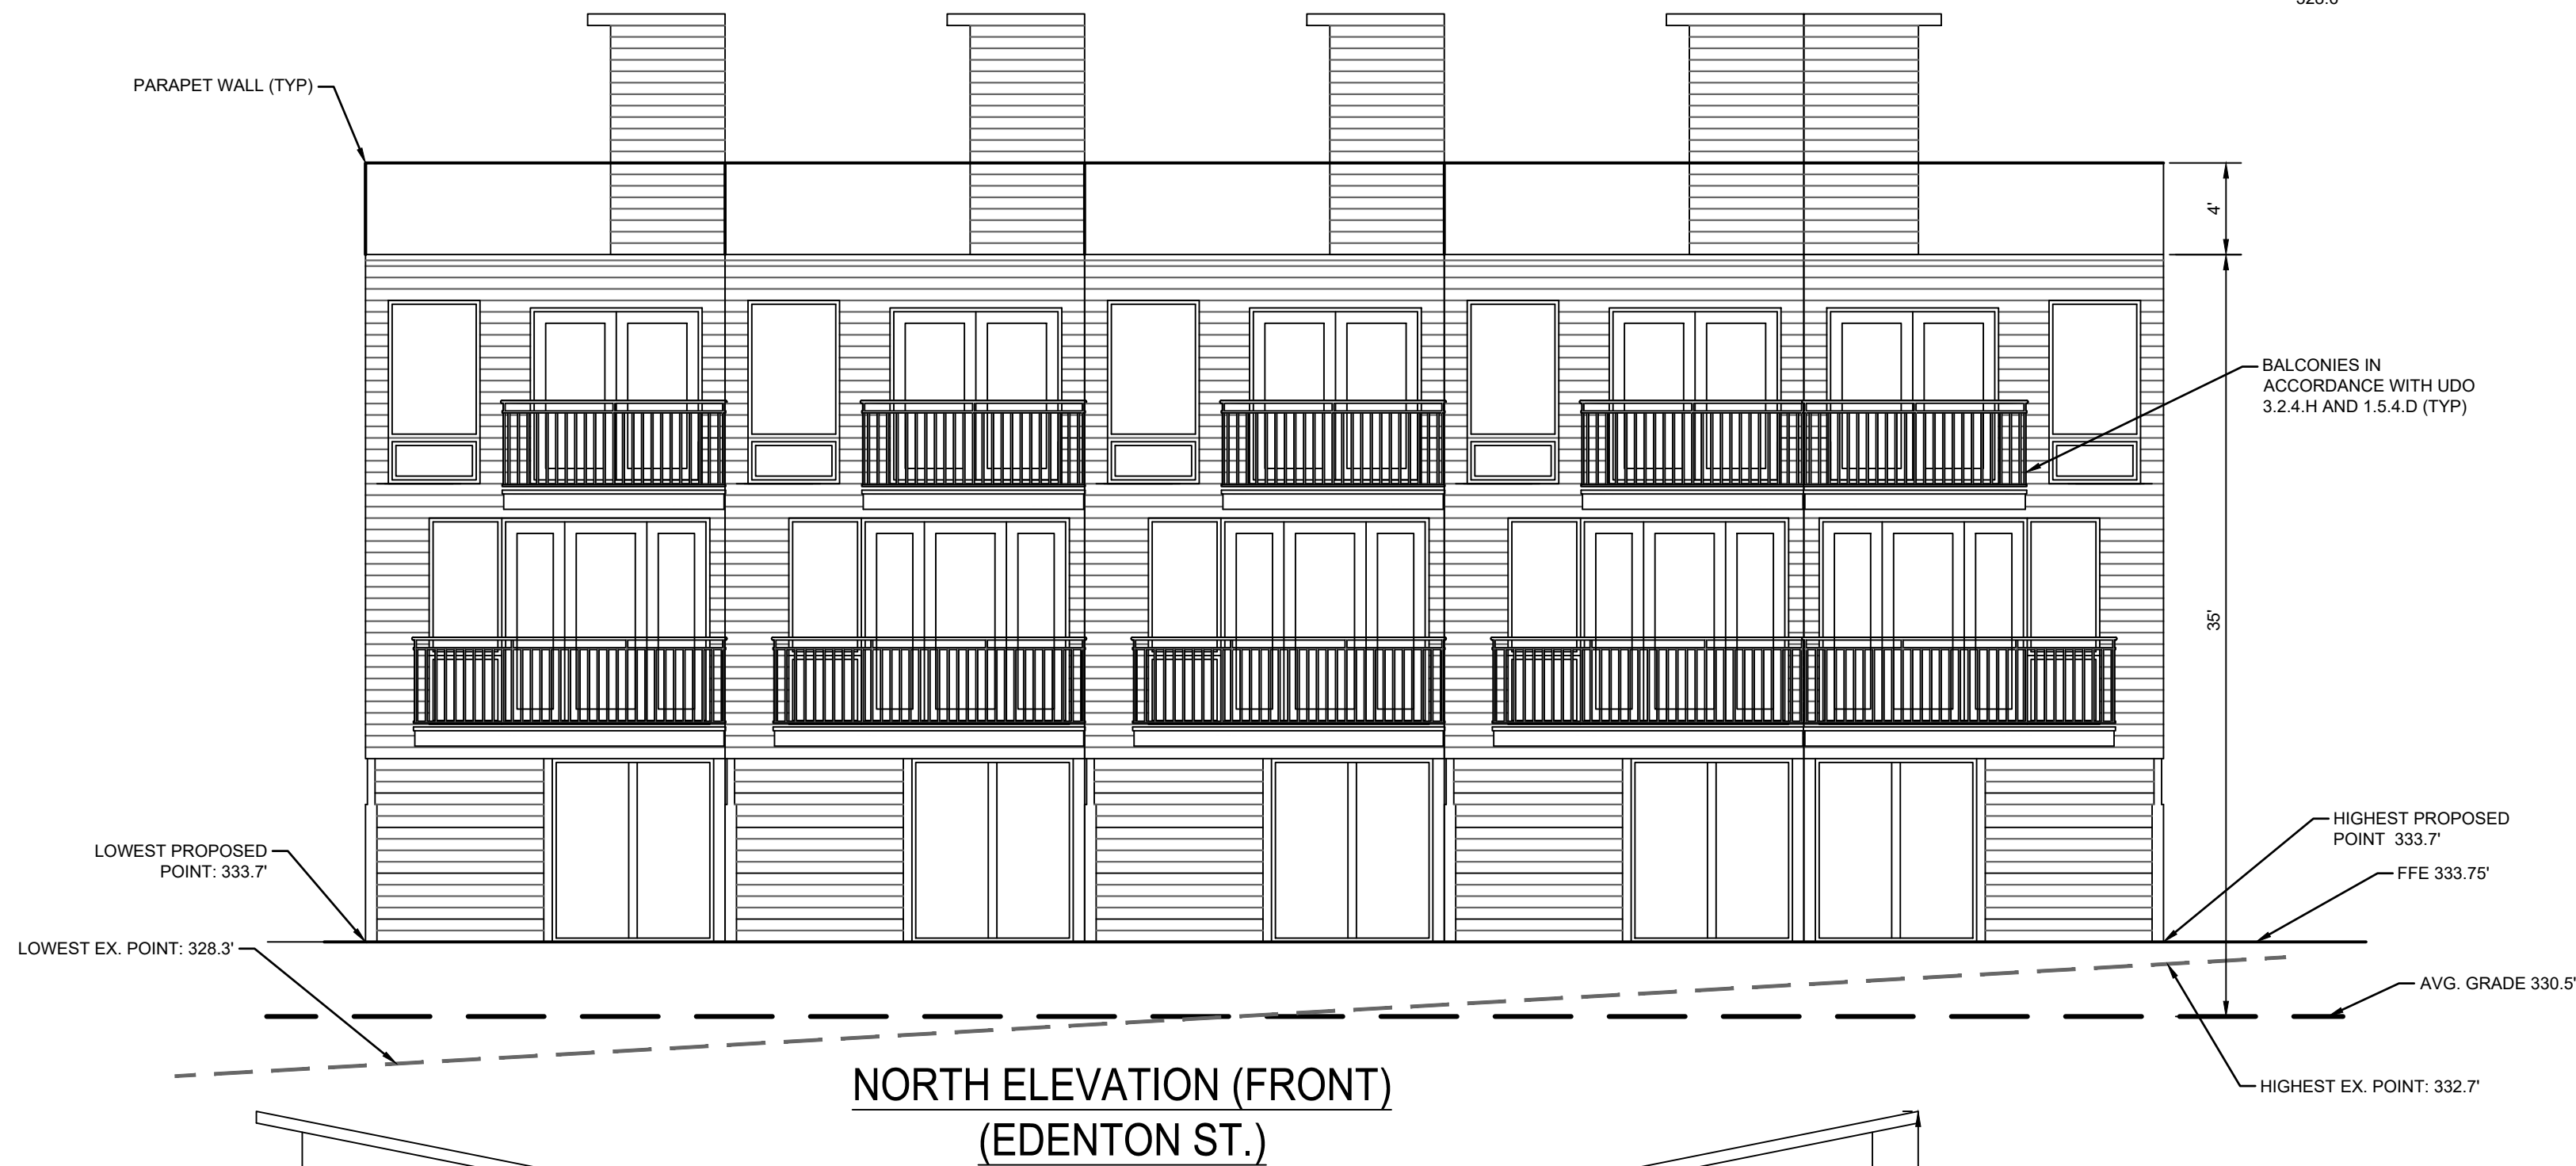 328.6'
PARAPET WALL (TYP)
4'
BALCONIES IN
ACCORDANCE WITH UDO
3.2.4.H AND 1.5.4.D (TYP)
35'
HIGHEST PROPOSED
POINT 333.7'
LOWEST PROPOSED
POINT: 333.7'
FFE 333.75'
LOWEST EX. POINT: 328.3'
AVG. GRADE 330.5'
HIGHEST EX. POINT: 332.7'
NORTH ELEVATION (FRONT)
(EDENTON ST.)